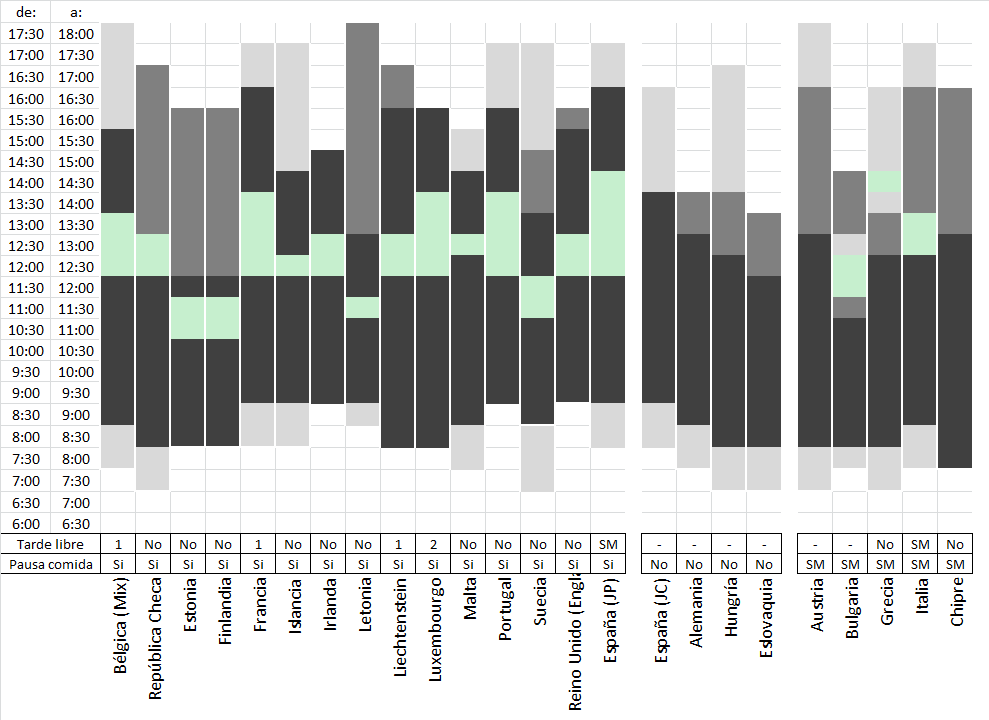 de: a:
17:30 18:00
17:00 17:30
16:30 17:00
16:00 16:30
15:30 16:00
15:00 15:30
14:30 15:00
14:00 14:30
13:30 14:00
13:00 13:30
12:30 13:00
12:00 12:30
11:30 12:00
11:00 11:30
10:30 11:00
10:00 10:30
9:30 10:00
9:00 9:30
8:30 9:00
8:00 8:30
7:30 8:00
7:00 7:30
6:30 7:00
6:00 6:30
Tarde libre 1 No No No 1 No No No 1 2 No No No No SM - - - - - - No SM No
Pausa comida Si Si Si Si Si Si Si Si Si Si Si Si Si Si Si No No No No SM SM SM SM SM
Bélgica (Mix)
República Checa
Estonia
Finlandia
Francia
Islancia
Irlanda
Letonia
Liechtenstein
Luxembourgo
Malta
Portugal
Suecia
Reino Unido (Engl
España (JP)
España (JC)
Alemania
Hungría
Eslovaquia
Austria
Bulgaria
Grecia
Italia
Chipre